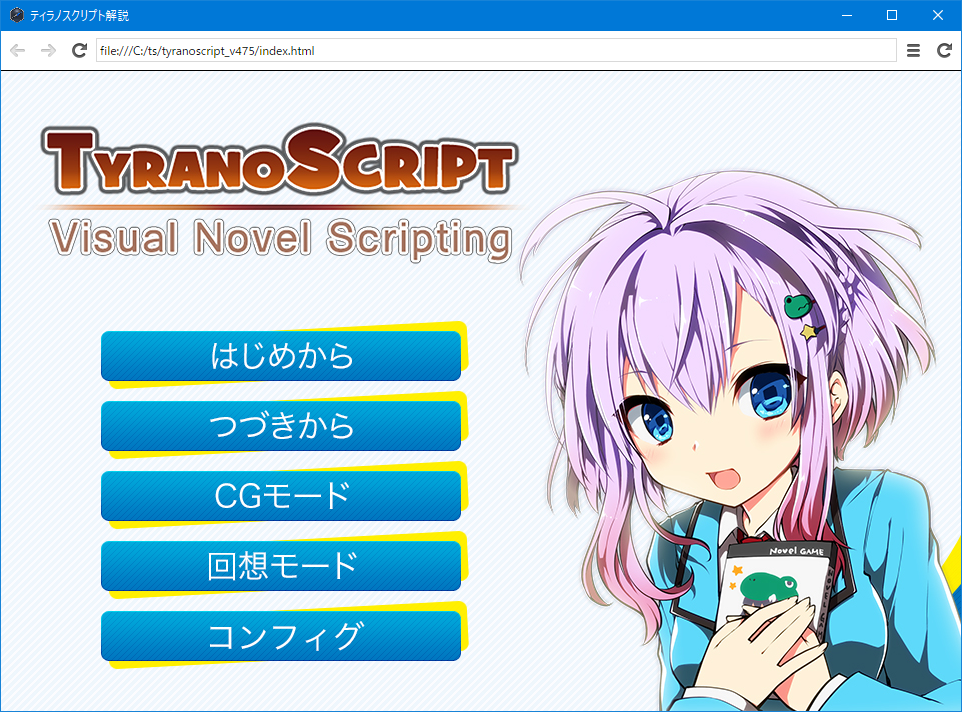 ティラノスクリプト解説
file:///C:/ts/tyranoscript_v475/index.html
TYRANOSCRIPT
Visual Novel Scripting
はじめから
つづきから
CGモード
回想モード
コンフィグ
Novel GAME